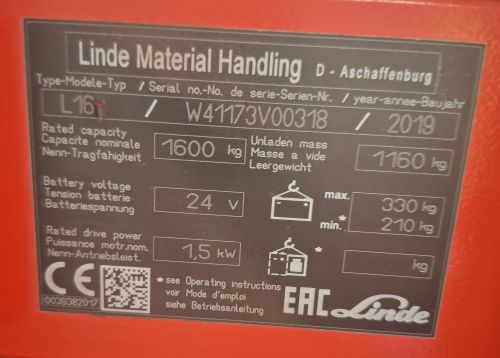 Linde Material Handling D - Aschaffenburg
Type-Modele-Typ / Serial no.-No. de serie-Serien-Nr. / year-annee-Baujahr
L16 / W41173V00318 / 2019
Rated capacity
Capacite nominale
Nenn-Tragfähigkeit
1600 kg
Unladen mass
Masse a vide
Leergewicht
1160 kg
Battery voltage
Tension batterie
Batteriespannung
24 V
max. 330 kg
min.* 210 kg
Rated drive power
Puissance motr.nom.
Nenn-Antriebsleist.
1,5 kW
* kg
CE
0039382017
* see Operating instructions
voir Mode d'emploi
siehe Betriebsanleitung
EAC Linde